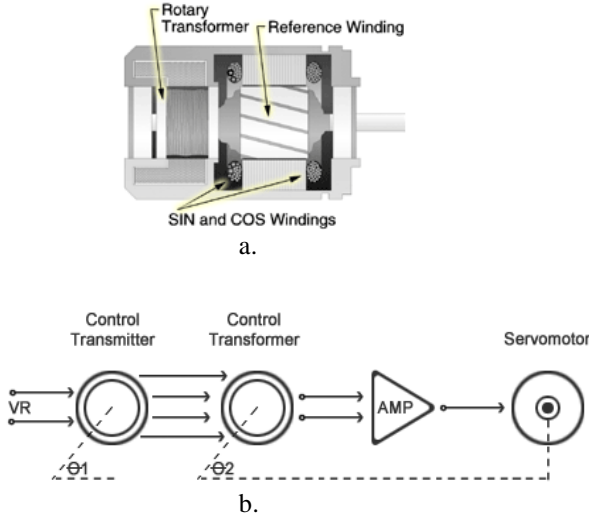 Rotary
Transformer
Reference Winding
SIN and COS Windings
a.
Control
Transmitter
Control
Transformer
Servomotor
VR
AMP
Θ1
Θ2
b.